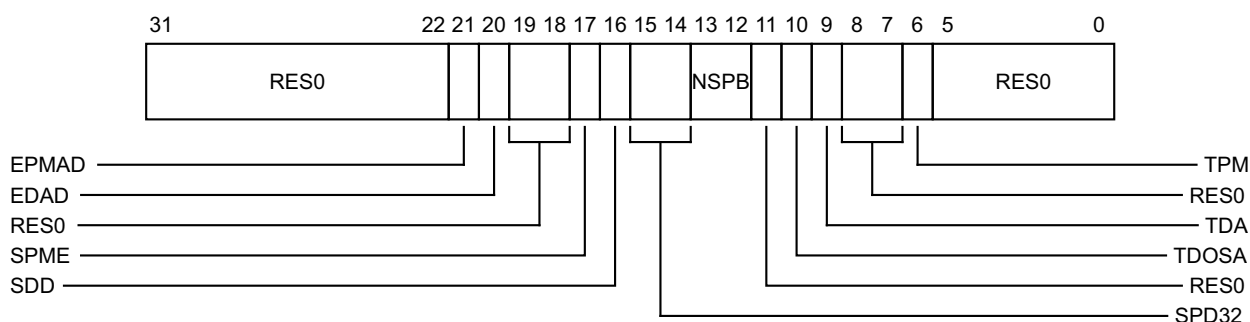 31 22 21 20 19 18 17 16 15 14 13 12 11 10 9 8 7 6 5 0
RES0 NSPB RES0
EPMAD TPM
EDAD RES0
RES0 TDA
SPME TDOSA
SDD RES0
SPD32